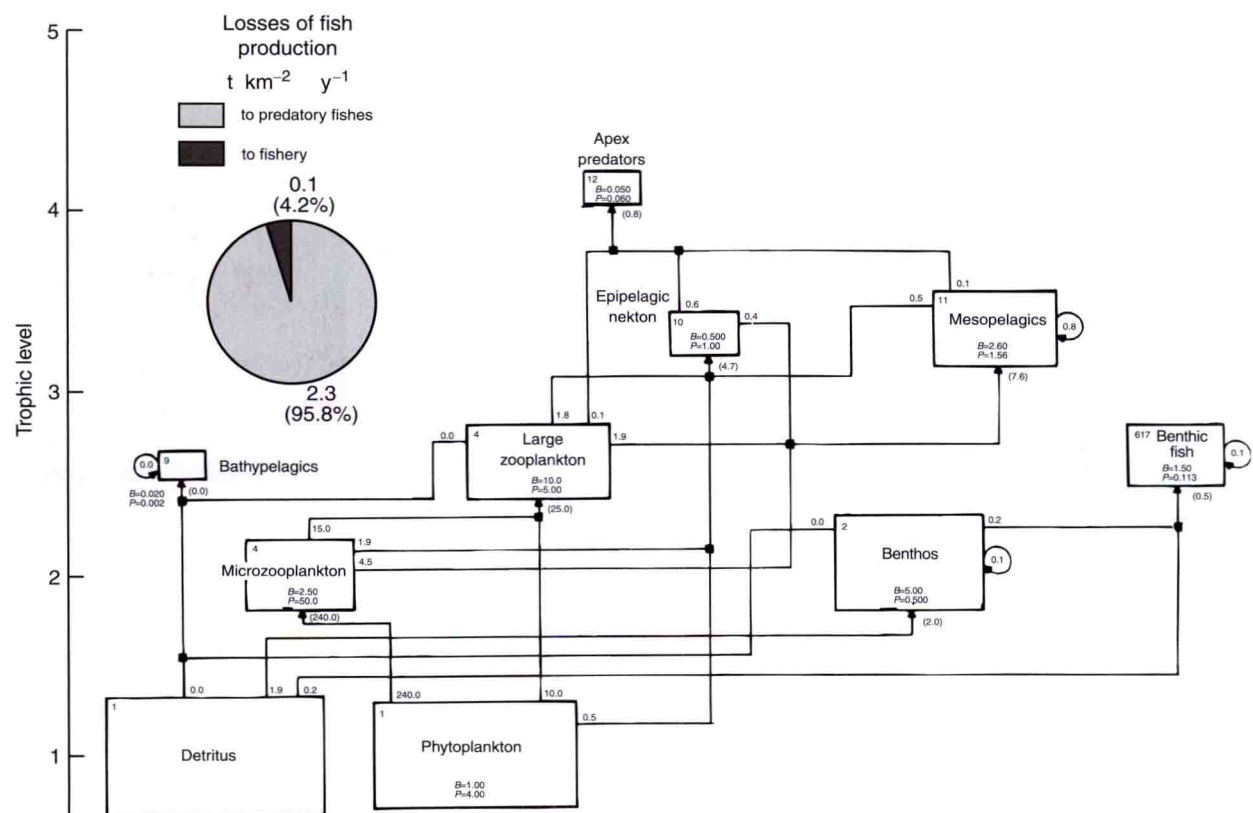 5
4
3
2
1
Trophic level
Losses of fish
production
t km⁻² y⁻¹
to predatory fishes
to fishery
0.1
(4.2%)
2.3
(95.8%)
Apex
predators
12
B=0.050
P=0.060
(0.8)
Epipelagic
nekton
0.6
10
0.4
B=0.500
P=1.00
(4.7)
0.1
0.5
11
Mesopelagics
B=2.60
P=1.56
0.8
(7.6)
1.8
0.1
0.0
4
Large
zooplankton
1.9
B=10.0
P=5.00
(25.0)
0.0
9
Bathypelagics
B=0.020
P=0.002
(0.0)
617
Benthic
fish
B=1.50
P=0.113
0.1
(0.5)
15.0
4
1.9
4.5
Microzooplankton
B=2.50
P=50.0
(240.0)
0.0
2
0.2
Benthos
B=5.00
P=0.500
0.1
(2.0)
0.0
1.9
0.2
1
Detritus
240.0
10.0
0.5
1
Phytoplankton
B=1.00
P=4.00